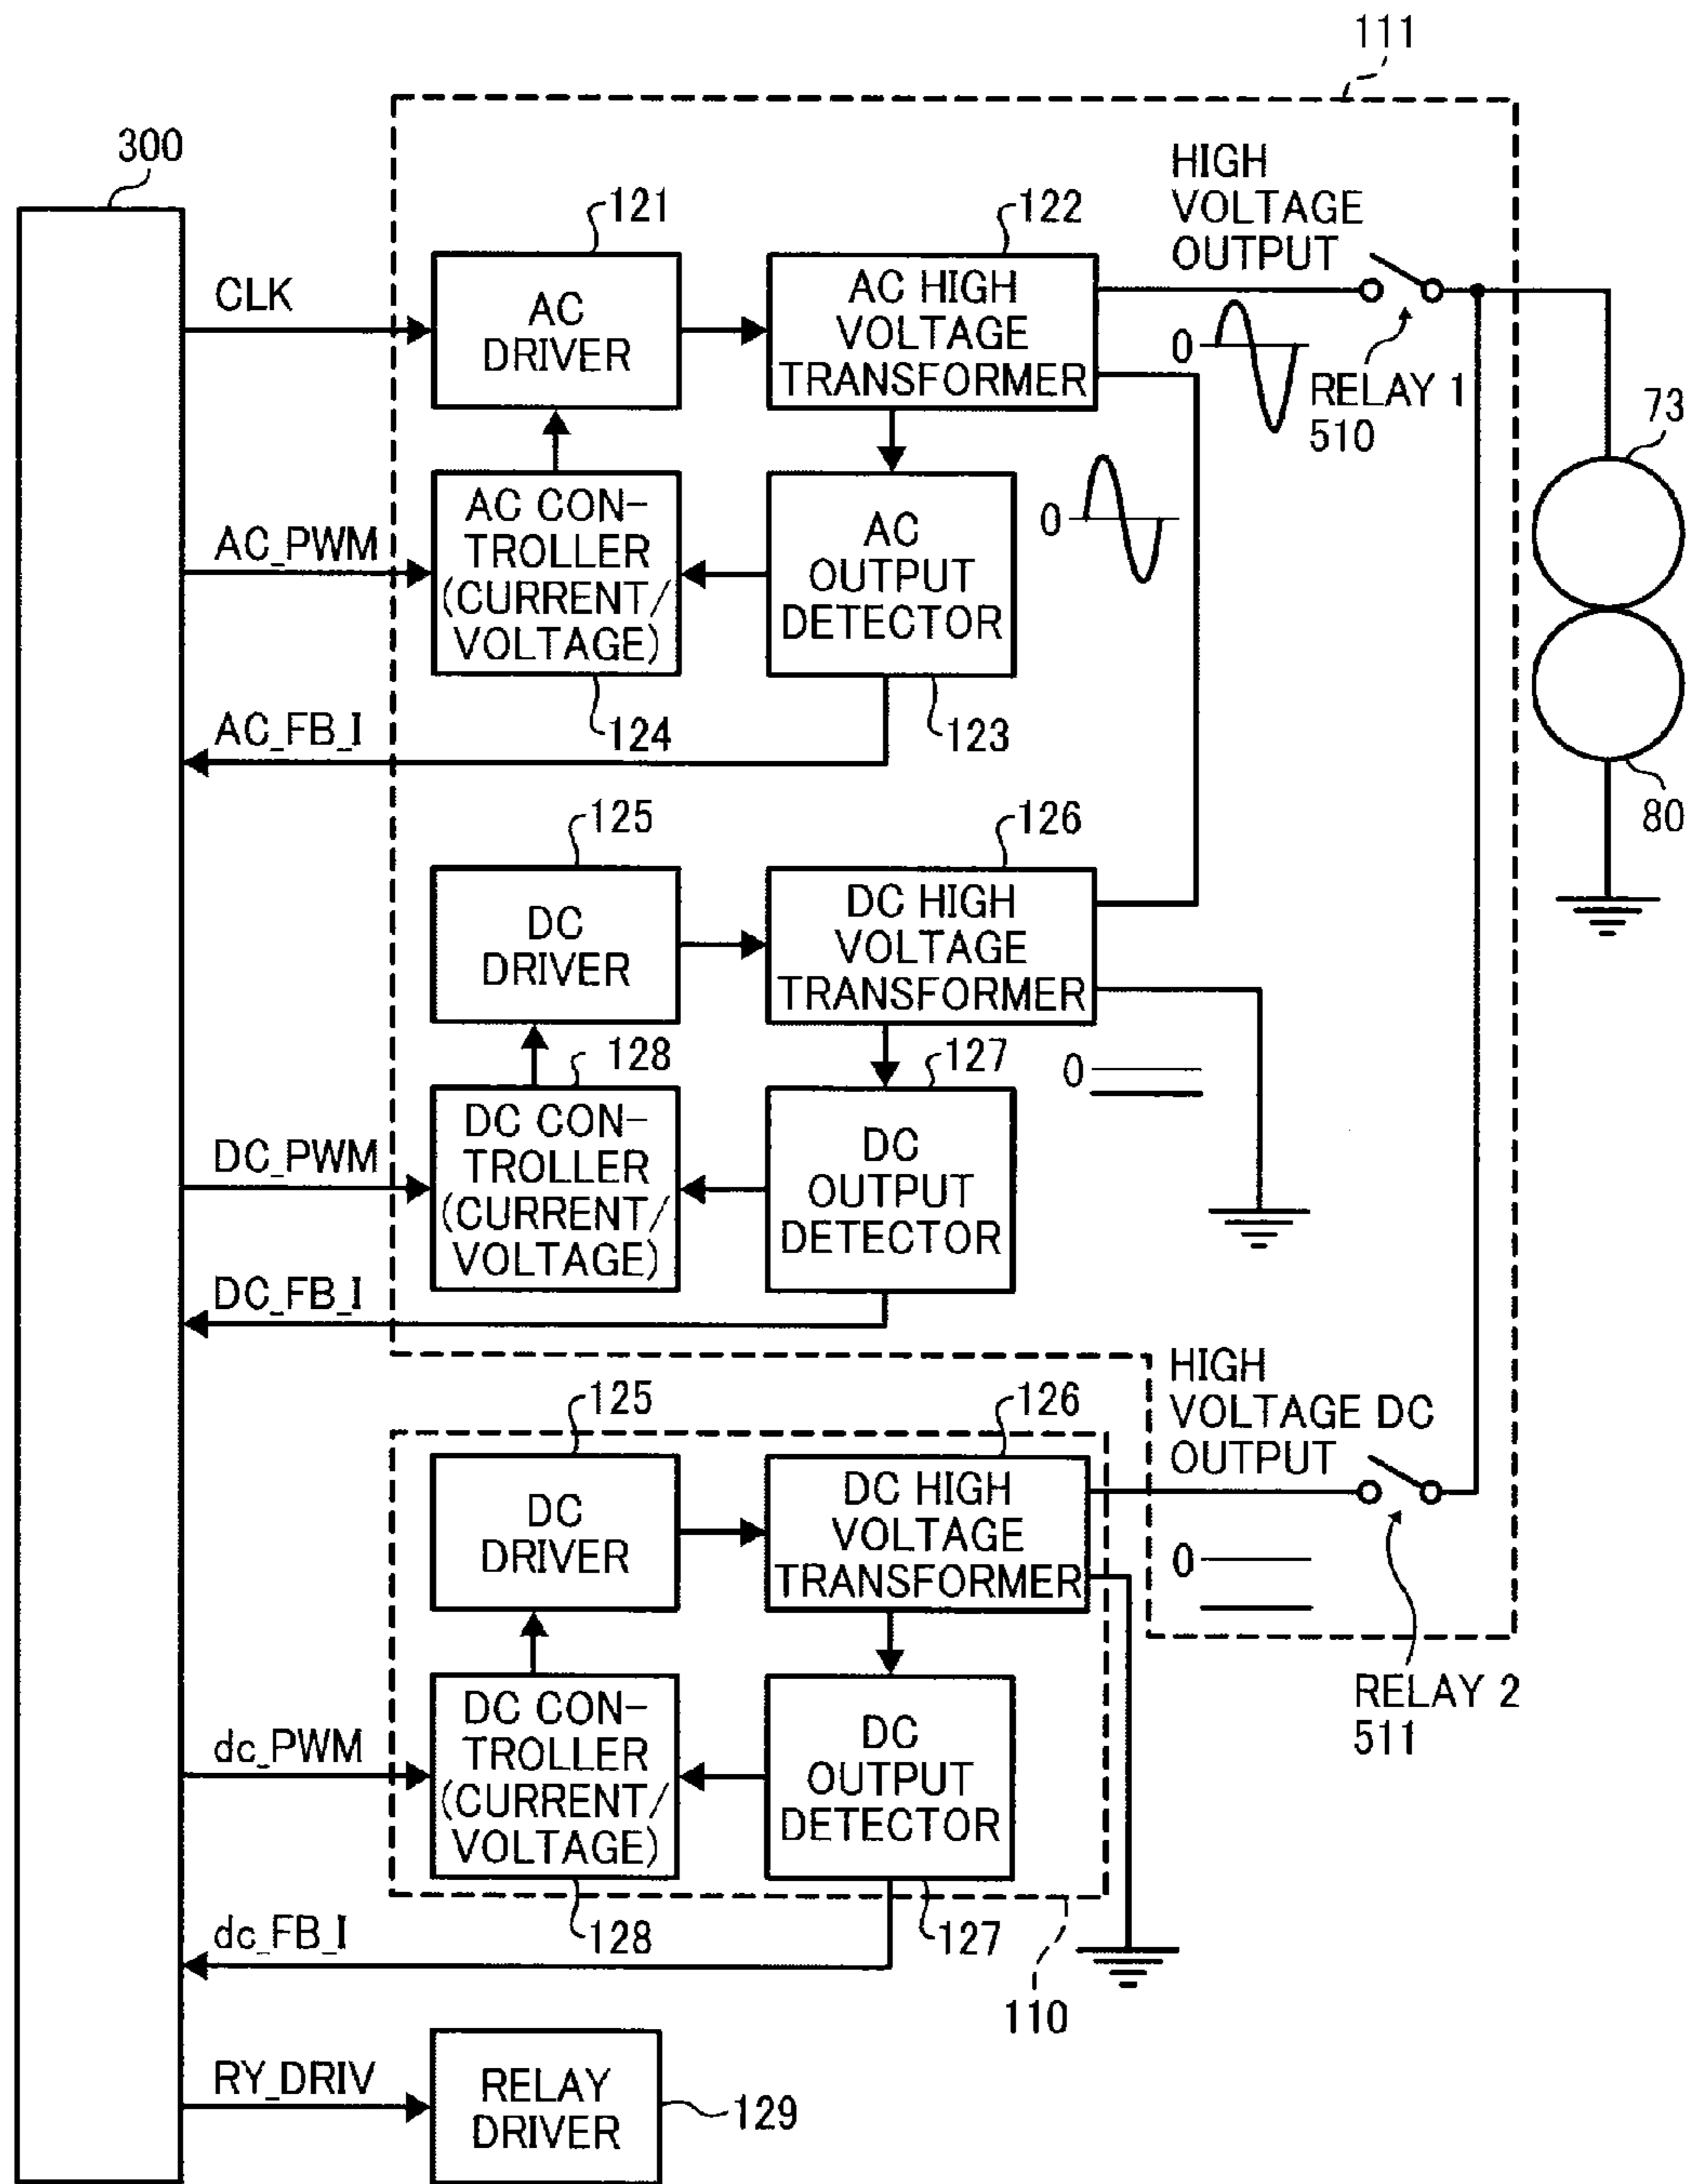 111
300
HIGH
VOLTAGE
OUTPUT
121
122
CLK
AC
DRIVER
AC HIGH
VOLTAGE
TRANSFORMER
0
RELAY 1
510
73
AC_PWM
AC CON-
TROLLER
(CURRENT/
VOLTAGE)
AC
OUTPUT
DETECTOR
0
AC_FB_I
124
123
80
125
126
DC
DRIVER
DC HIGH
VOLTAGE
TRANSFORMER
128
127
0
DC_PWM
DC CON-
TROLLER
(CURRENT/
VOLTAGE)
DC
OUTPUT
DETECTOR
DC_FB_I
HIGH
VOLTAGE DC
OUTPUT
125
126
DC
DRIVER
DC HIGH
VOLTAGE
TRANSFORMER
0
RELAY 2
511
dc_PWM
DC CON-
TROLLER
(CURRENT/
VOLTAGE)
DC
OUTPUT
DETECTOR
dc_FB_I
128
127
110
RY_DRIV
RELAY
DRIVER
129